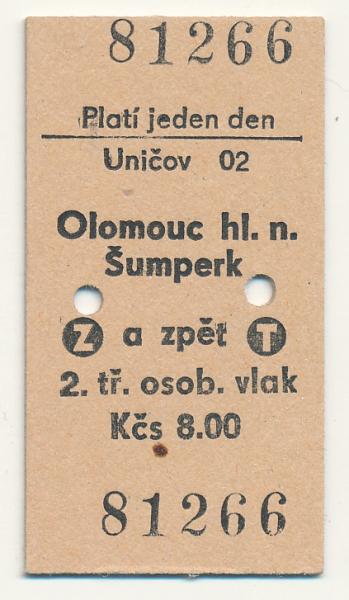 81266
Platí jeden den
Uničov 02
Olomouc hl. n.
Šumperk
Z a zpět T
2. tř. osob. vlak
Kčs 8.00
81266